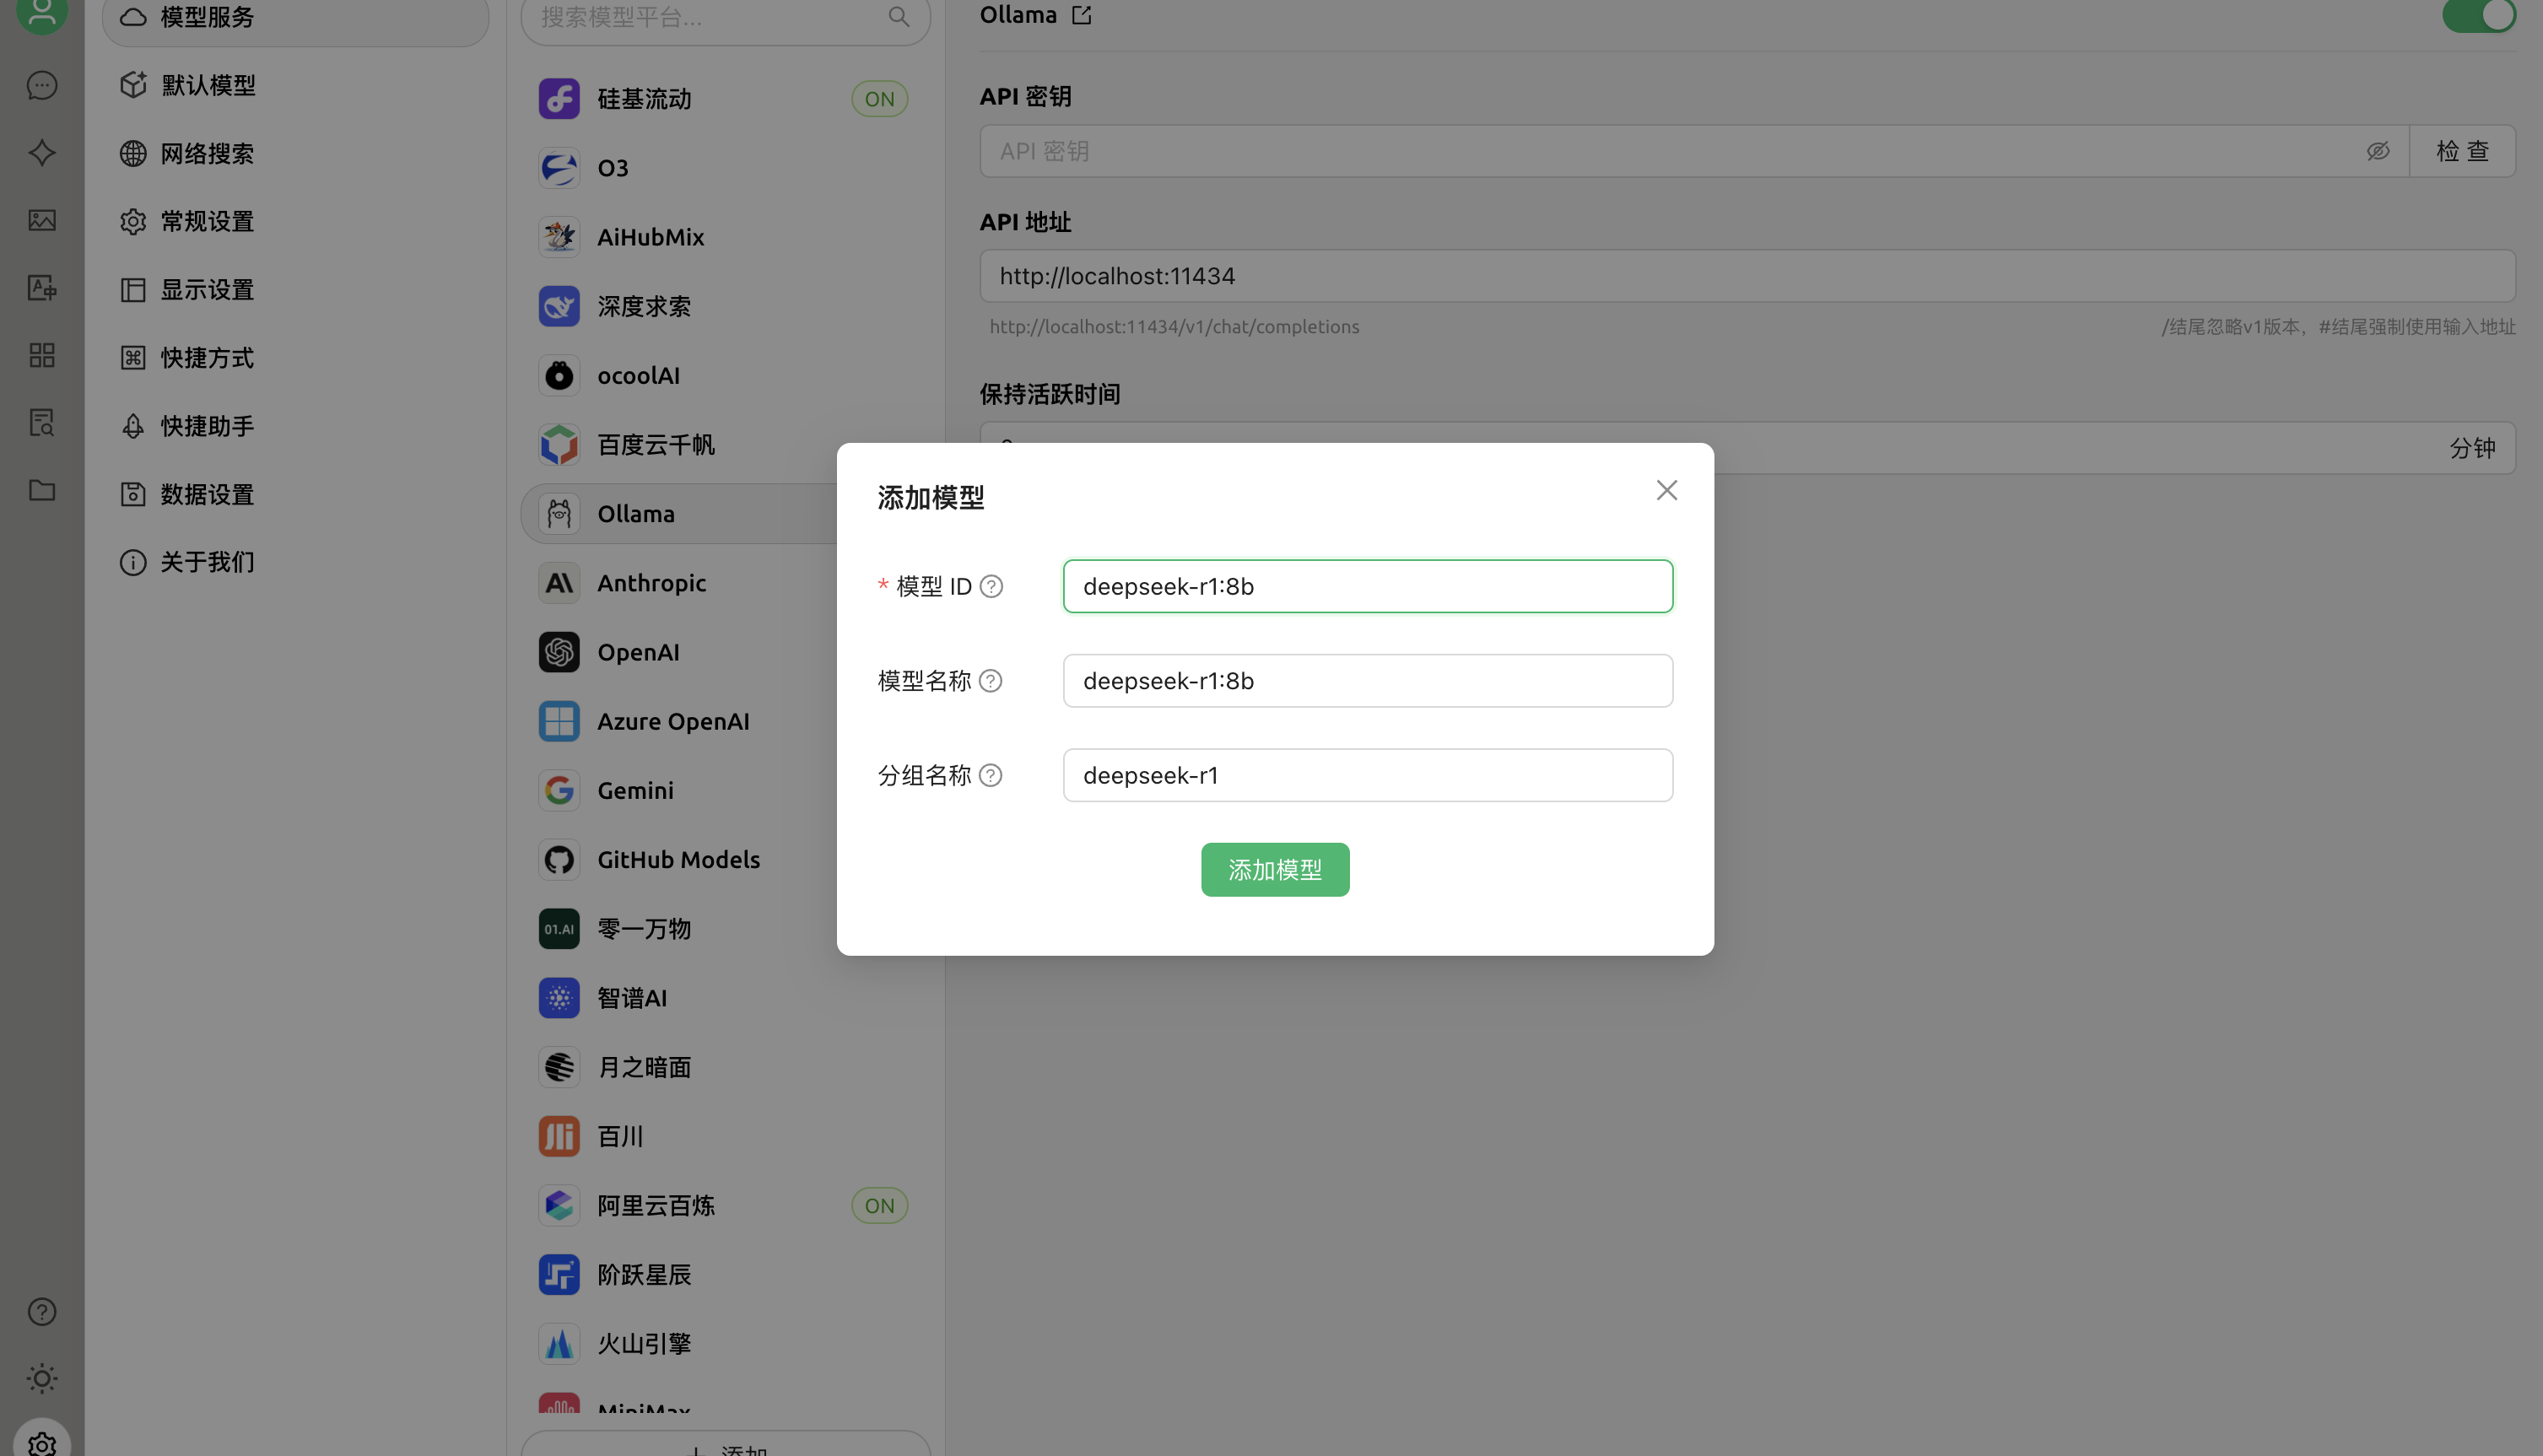 模型服务
默认模型
网络搜索
常规设置
显示设置
快捷方式
快捷助手
数据设置
关于我们
搜索模型平台...
硅基流动
ON
O3
AiHubMix
深度求索
ocoolAI
百度云千帆
Ollama
Anthropic
OpenAI
Azure OpenAI
Gemini
GitHub Models
01.AI
零一万物
智谱AI
月之暗面
百川
阿里云百炼
ON
阶跃星辰
火山引擎
MiniMax
添加
Ollama
API 密钥
API 密钥
检 查
API 地址
http://localhost:11434
http://localhost:11434/v1/chat/completions
/结尾忽略v1版本，#结尾强制使用输入地址
保持活跃时间
分钟
添加模型
* 模型 ID
deepseek-r1:8b
模型名称
deepseek-r1:8b
分组名称
deepseek-r1
添加模型